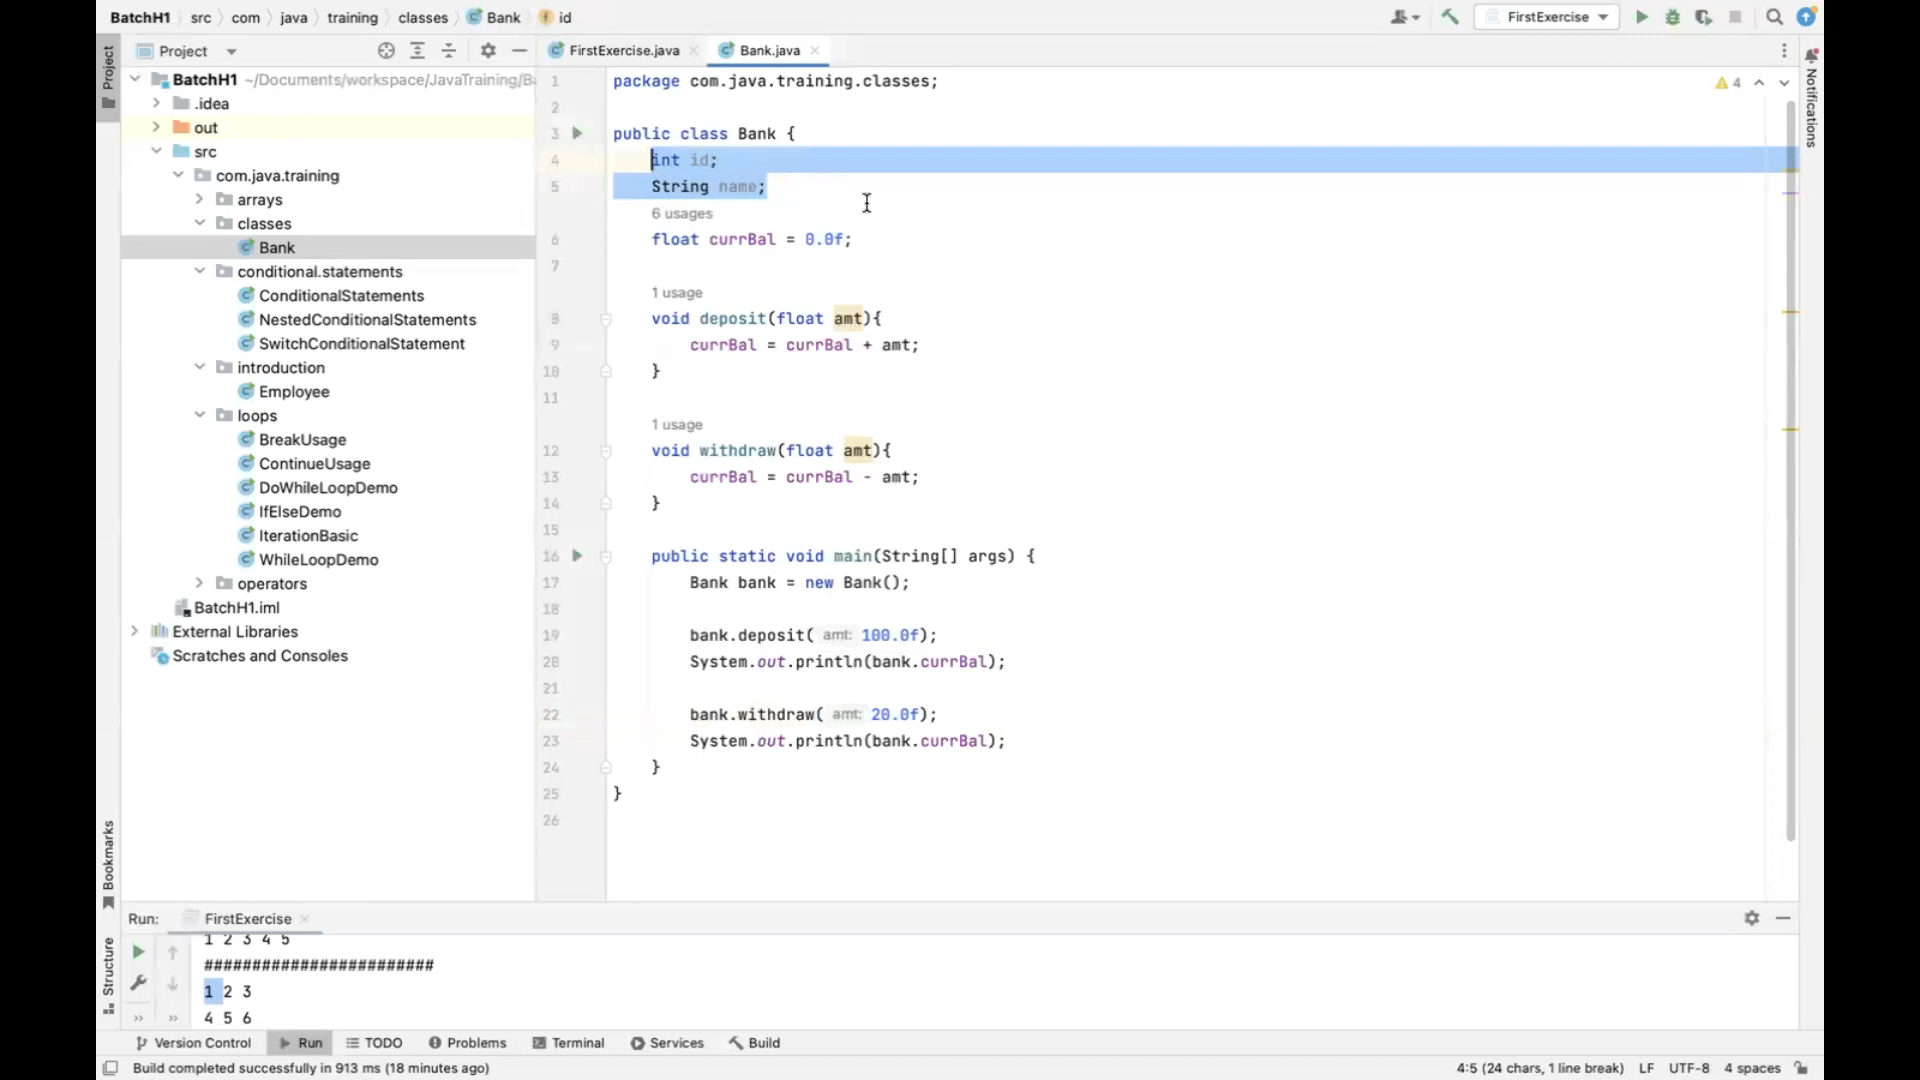 BatchH1 src com java training classes Bank id
FirstExercise
Project
FirstExercise.java
Bank.java
Project
BatchH1 ~/Documents/workspace/JavaTraining/Ba
.idea
out
src
com.java.training
arrays
classes
Bank
conditional.statements
ConditionalStatements
NestedConditionalStatements
SwitchConditionalStatement
introduction
Employee
loops
BreakUsage
ContinueUsage
DoWhileLoopDemo
IfElseDemo
IterationBasic
WhileLoopDemo
operators
BatchH1.iml
External Libraries
Scratches and Consoles
1 package com.java.training.classes;
4
2
3 public class Bank {
4 int id;
5 String name;
6 usages
6 float currBal = 0.0f;
7
1 usage
8 void deposit(float amt){
9 currBal = currBal + amt;
10 }
11
1 usage
12 void withdraw(float amt){
13 currBal = currBal - amt;
14 }
15
16 public static void main(String[] args) {
17 Bank bank = new Bank();
18
19 bank.deposit( amt: 100.0f);
20 System.out.println(bank.currBal);
21
22 bank.withdraw( amt: 20.0f);
23 System.out.println(bank.currBal);
24 }
25 }
26
Notifications
Bookmarks
Structure
Run: FirstExercise
1 2 3 4 5
########################
1 2 3
4 5 6
Version Control Run TODO Problems Terminal Services Build
Build completed successfully in 913 ms (18 minutes ago)
4:5 (24 chars, 1 line break) LF UTF-8 4 spaces